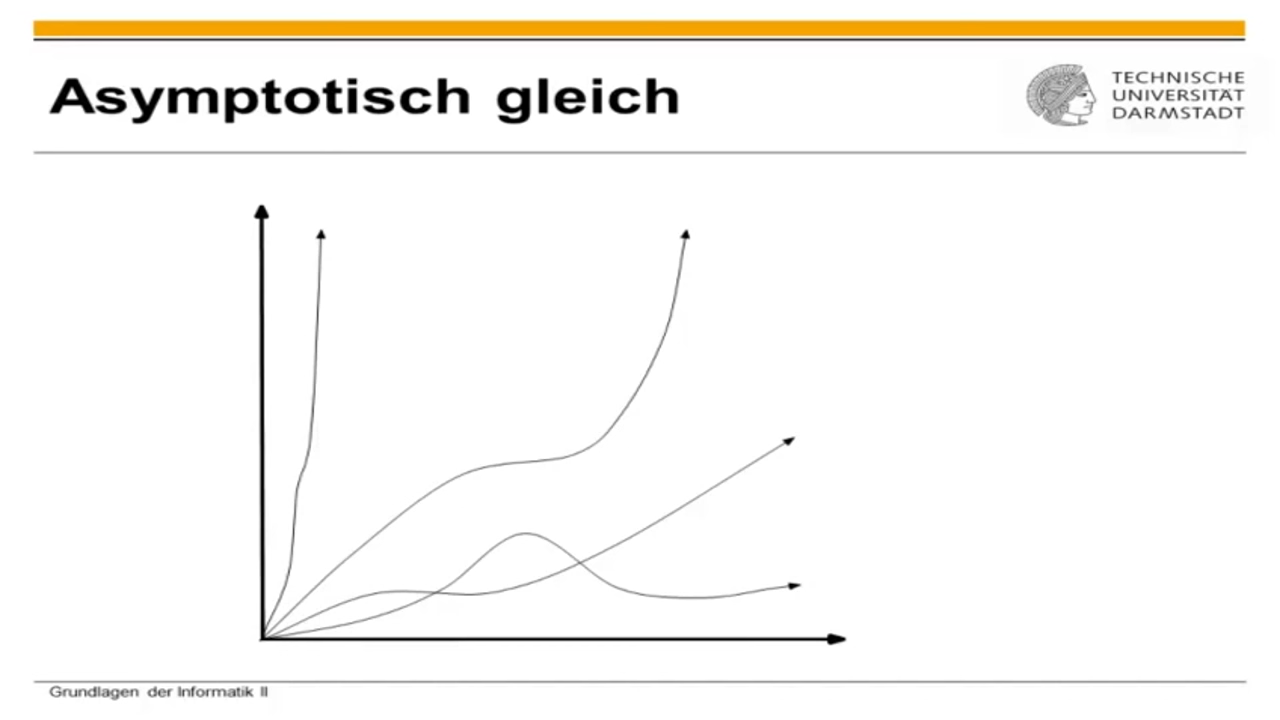 Asymptotisch gleich
TECHNISCHE
UNIVERSITÄT
DARMSTADT
Grundlagen der Informatik II